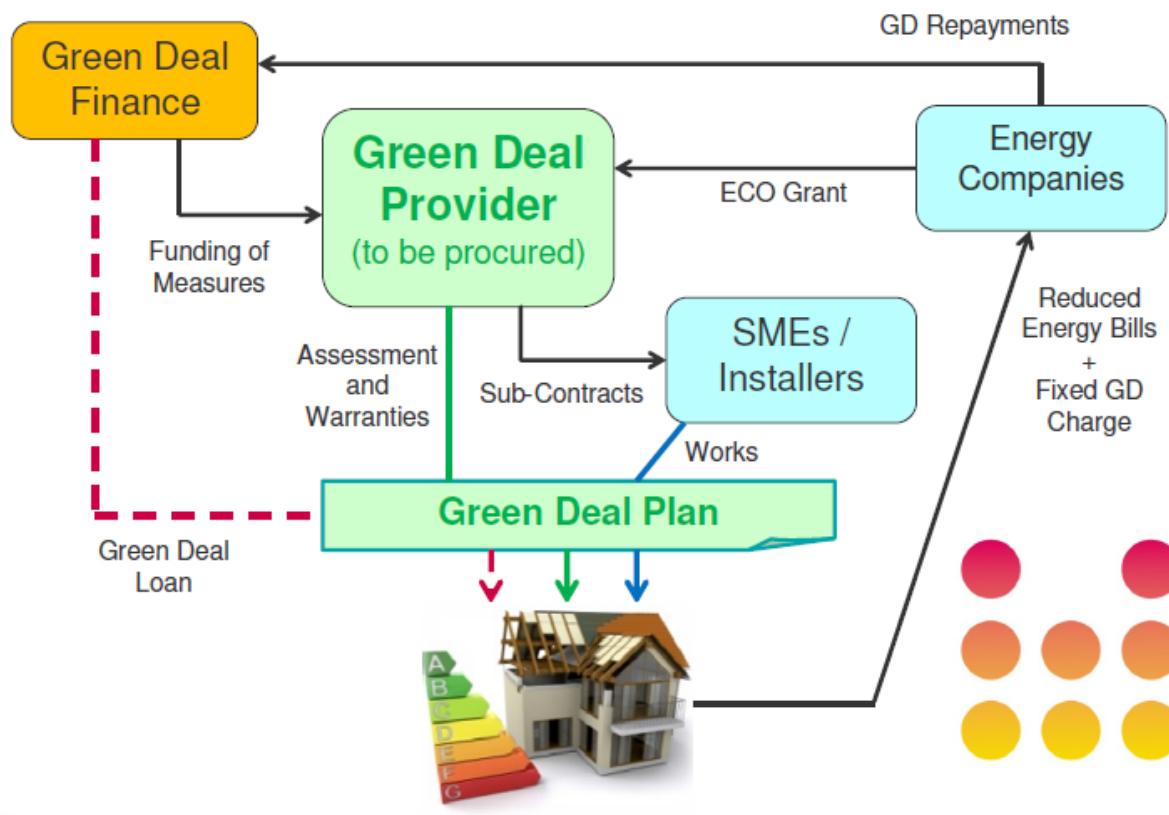 GD Repayments
Green Deal
Finance
Green Deal
Provider
(to be procured)
Energy
Companies
ECO Grant
Funding of
Measures
SMEs /
Installers
Reduced
Energy Bills
+
Fixed GD
Charge
Assessment
and
Warranties
Sub-Contracts
Works
Green Deal Plan
Green Deal
Loan
A
B
C
D
E
F
G